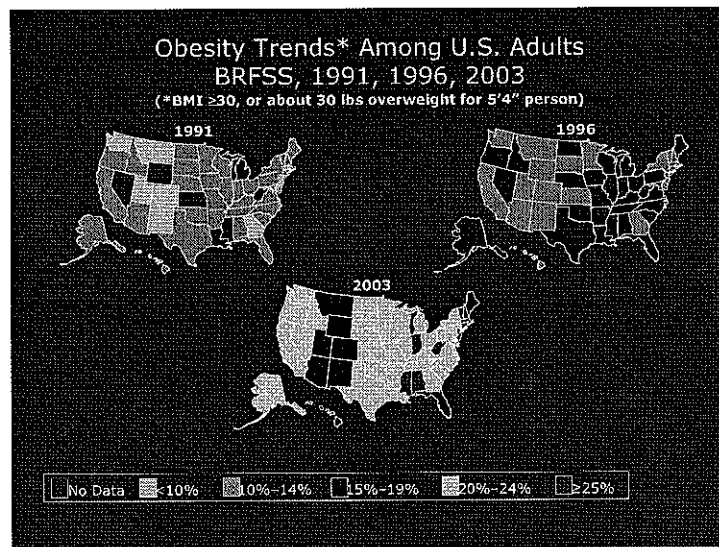 Obesity Trends* Among U.S. Adults
BRFSS, 1991, 1996, 2003
(*BMI ≥30, or about 30 lbs overweight for 5'4" person)
1991
1996
2003
No Data <10% 10%–14% 15%–19% 20%–24% ≥25%